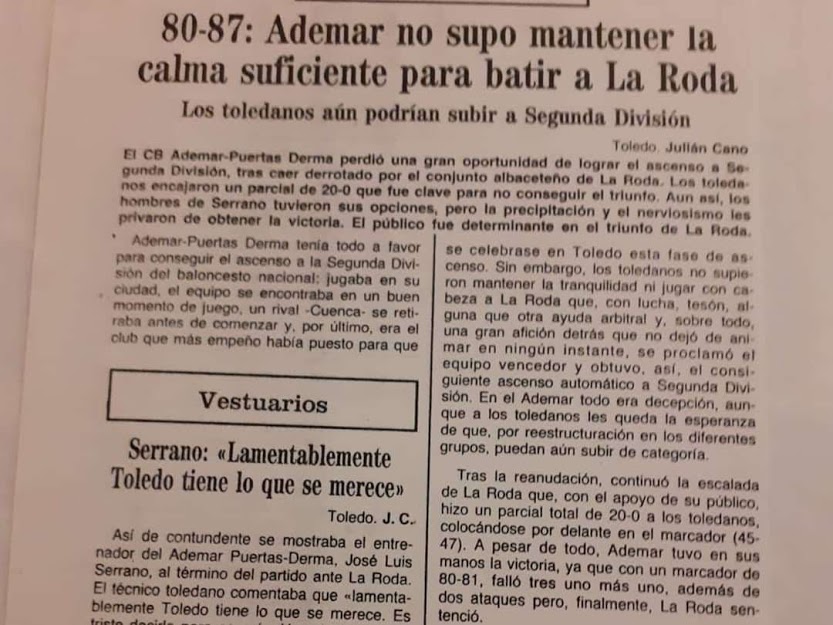 80-87: Ademar no supo mantener la
calma suficiente para batir a La Roda
Los toledanos aún podrían subir a Segunda División
Toledo. Julián Cano
El CB Ademar-Puertas Derma perdió una gran oportunidad de lograr el ascenso a Se-
gunda División, tras caer derrotado por el conjunto albaceteño de La Roda. Los toleda-
nos encajaron un parcial de 20-0 que fue clave para no conseguir el triunfo. Aun así, los
hombres de Serrano tuvieron sus opciones, pero la precipitación y el nerviosismo les
privaron de obtener la victoria. El público fue determinante en el triunfo de La Roda.
Ademar-Puertas Derma tenía todo a favor
para conseguir el ascenso a la Segunda Divi-
sión del baloncesto nacional: jugaba en su
ciudad, el equipo se encontraba en un buen
momento de juego, un rival -Cuenca- se reti-
raba antes de comenzar y, por último, era el
club que más empeño había puesto para que
se celebrase en Toledo esta fase de as-
censo. Sin embargo, los toledanos no supie-
ron mantener la tranquilidad ni jugar con ca-
beza a La Roda que, con lucha, tesón, al-
guna que otra ayuda arbitral y, sobre todo,
una gran afición detrás que no dejó de ani-
mar en ningún instante, se proclamó el
equipo vencedor y obtuvo, así, el consi-
guiente ascenso automático a Segunda Divi-
sión. En el Ademar todo era decepción, aun-
que a los toledanos les queda la esperanza
de que, por reestructuración en los diferentes
grupos, puedan aún subir de categoría.
Tras la reanudación, continuó la escalada
de La Roda que, con el apoyo de su público,
hizo un parcial total de 20-0 a los toledanos,
colocándose por delante en el marcador (45-
47). A pesar de todo, Ademar tuvo en sus
manos la victoria, ya que con un marcador de
80-81, falló tres uno más uno, además de
dos ataques pero, finalmente, La Roda sen-
tenció.
Vestuarios
Serrano: «Lamentablemente
Toledo tiene lo que se merece»
Toledo. J. C.
Así de contundente se mostraba el entre-
nador del Ademar Puertas-Derma, José Luis
Serrano, al término del partido ante La Roda.
El técnico toledano comentaba que «lamenta-
blemente Toledo tiene lo que se merece. Es